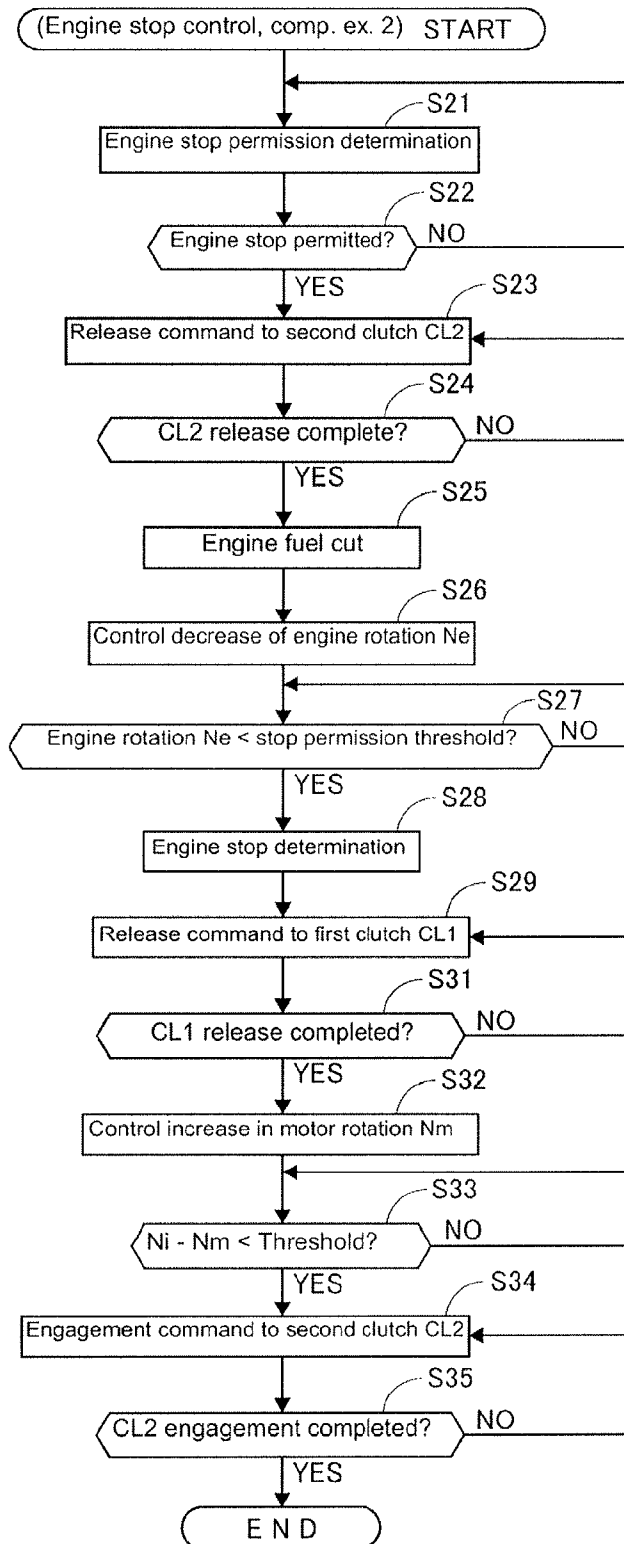 (Engine stop control, comp. ex. 2) START
S21
Engine stop permission determination
S22
Engine stop permitted?
NO
YES
S23
Release command to second clutch CL2
S24
CL2 release complete?
NO
YES
S25
Engine fuel cut
S26
Control decrease of engine rotation Ne
S27
Engine rotation Ne < stop permission threshold?
NO
YES
S28
Engine stop determination
S29
Release command to first clutch CL1
S31
CL1 release completed?
NO
YES
S32
Control increase in motor rotation Nm
S33
Ni - Nm < Threshold?
NO
YES
S34
Engagement command to second clutch CL2
S35
CL2 engagement completed?
NO
YES
END